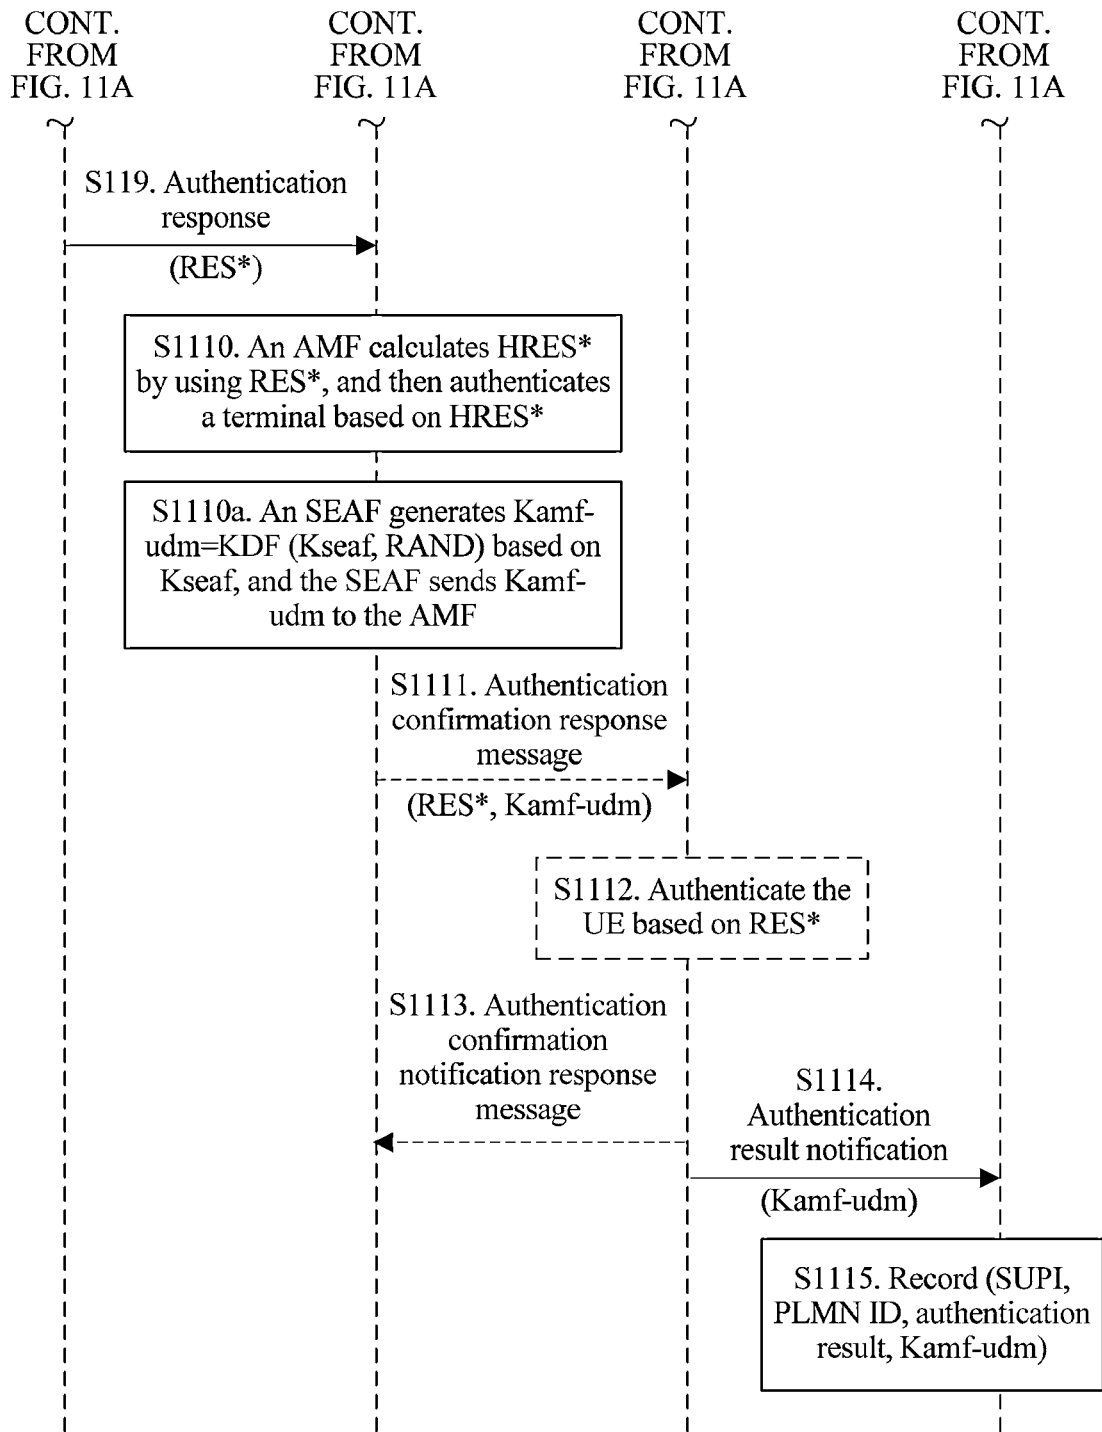 CONT.
FROM
FIG. 11A
CONT.
FROM
FIG. 11A
CONT.
FROM
FIG. 11A
CONT.
FROM
FIG. 11A
S119. Authentication
response
(RES*)
S1110. An AMF calculates HRES*
by using RES*, and then authenticates
a terminal based on HRES*
S1110a. An SEAF generates Kamf-
udm=KDF (Kseaf, RAND) based on
Kseaf, and the SEAF sends Kamf-
udm to the AMF
S1111. Authentication
confirmation response
message
(RES*, Kamf-udm)
S1112. Authenticate the
UE based on RES*
S1113. Authentication
confirmation
notification response
message
S1114.
Authentication
result notification
(Kamf-udm)
S1115. Record (SUPI,
PLMN ID, authentication
result, Kamf-udm)